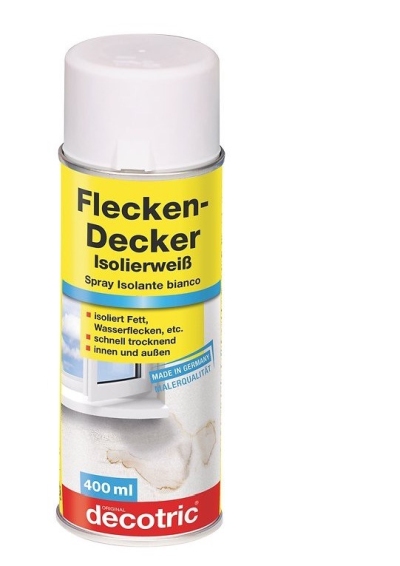 Flecken-
Decker
Isolierweiß
Spray Isolante bianco
isoliert Fett,
Wasserflecken, etc.
schnell trocknend
innen und außen
MADE IN GERMANY
MALERQUALITÄT
400 ml
ORIGINAL
decotric®